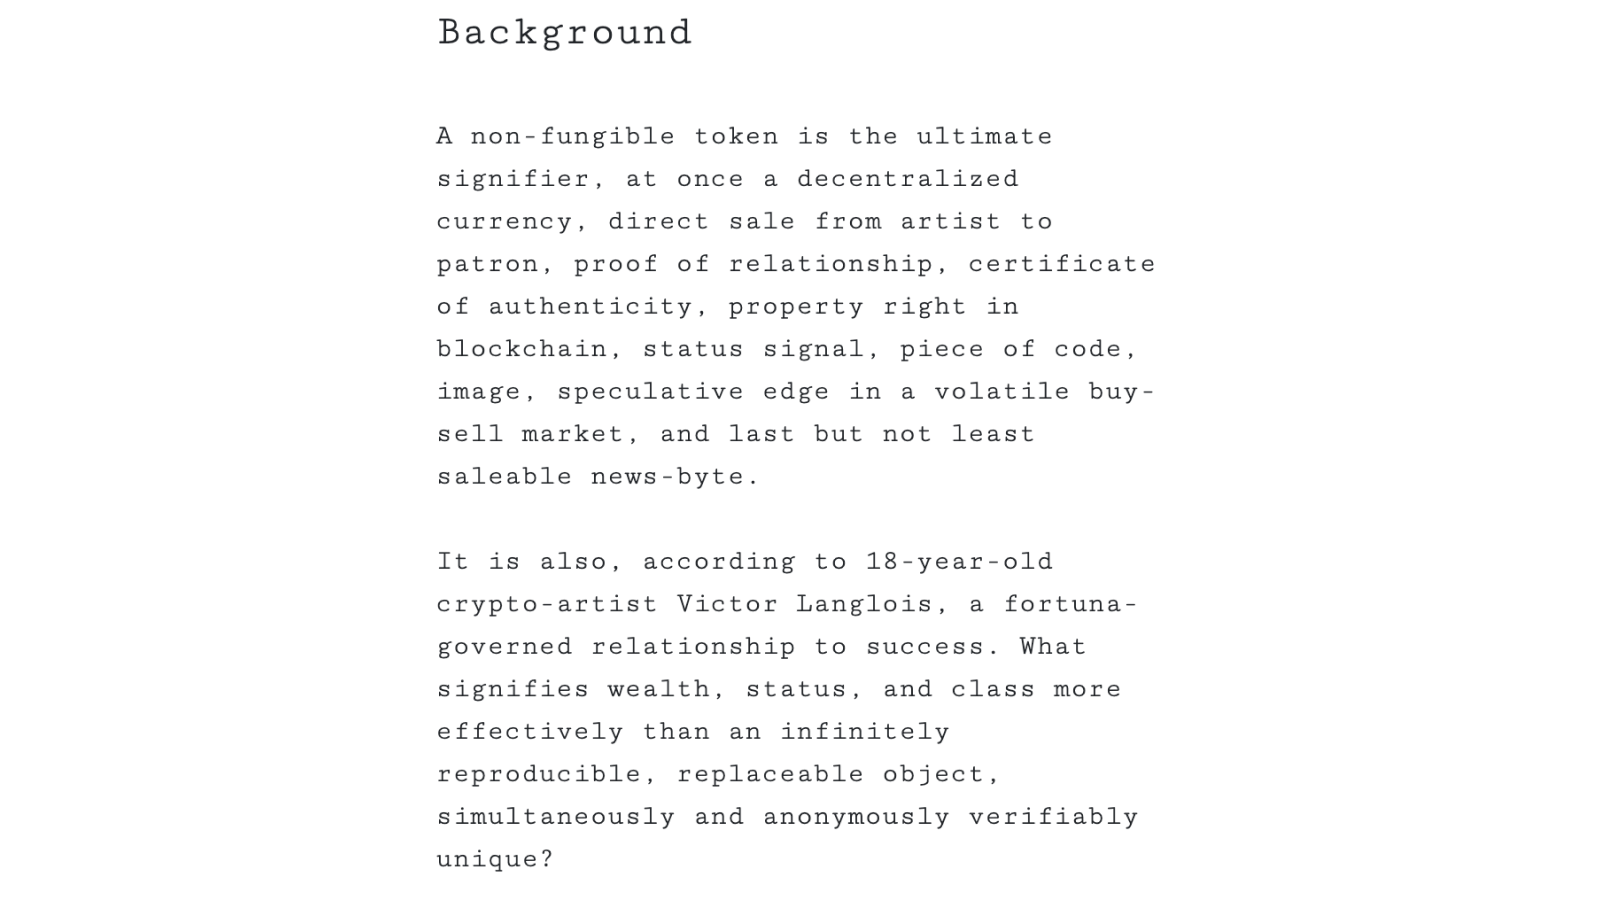 Background
A non-fungible token is the ultimate
signifier, at once a decentralized
currency, direct sale from artist to
patron, proof of relationship, certificate
of authenticity, property right in
blockchain, status signal, piece of code,
image, speculative edge in a volatile buy-
sell market, and last but not least
saleable news-byte.
It is also, according to 18-year-old
crypto-artist Victor Langlois, a fortuna-
governed relationship to success. What
signifies wealth, status, and class more
effectively than an infinitely
reproducible, replaceable object,
simultaneously and anonymously verifiably
unique?